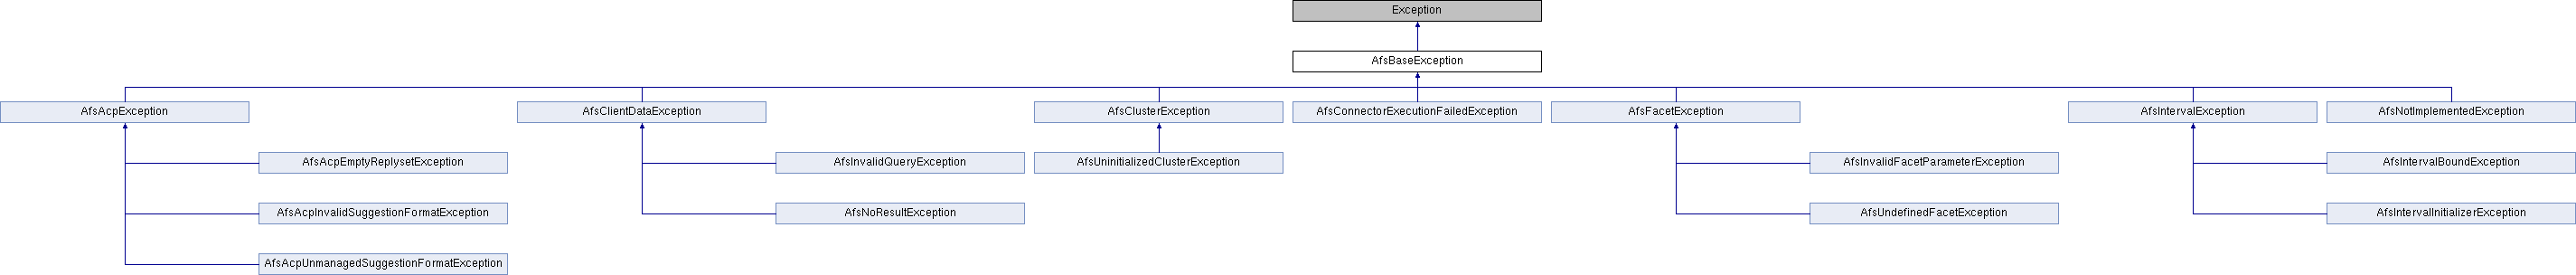 Exception
AfsBaseException
AfsAcpException
AfsClientDataException
AfsClusterException
AfsConnectorExecutionFailedException
AfsFacetException
AfsIntervalException
AfsNotImplementedException
AfsAcpEmptyReplysetException
AfsInvalidQueryException
AfsUninitializedClusterException
AfsInvalidFacetParameterException
AfsIntervalBoundException
AfsAcpInvalidSuggestionFormatException
AfsNoResultException
AfsUndefinedFacetException
AfsIntervalInitializerException
AfsAcpUnmanagedSuggestionFormatException